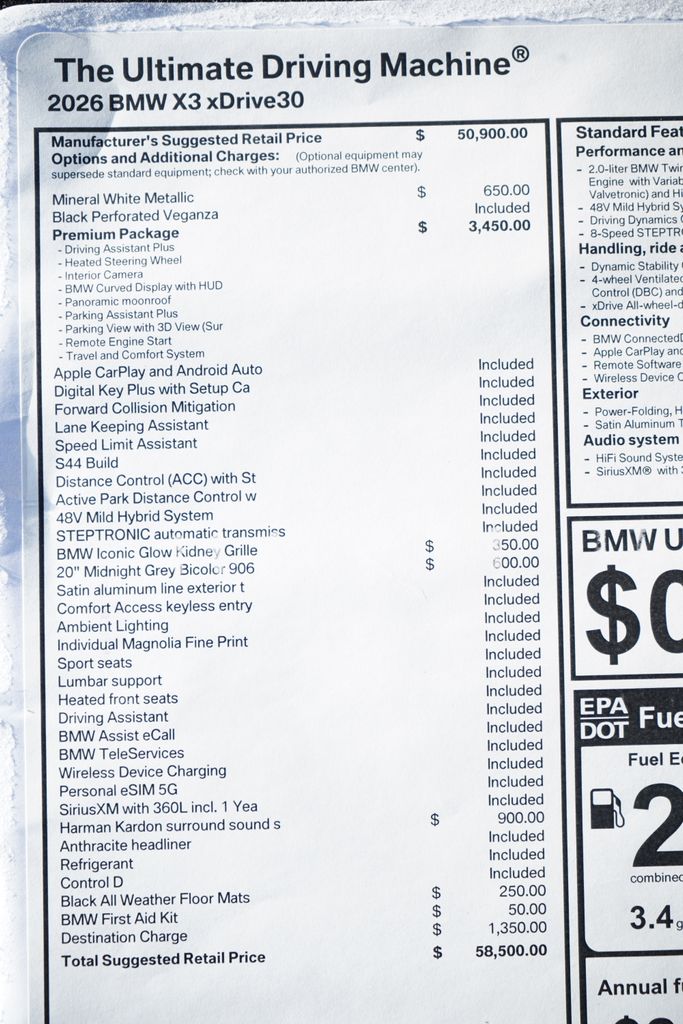 The Ultimate Driving Machine®
2026 BMW X3 xDrive30
Manufacturer's Suggested Retail Price $ 50,900.00
Options and Additional Charges: (Optional equipment may
supersede standard equipment; check with your authorized BMW center).
Mineral White Metallic $ 650.00
Black Perforated Veganza Included
Premium Package $ 3,450.00
- Driving Assistant Plus
- Heated Steering Wheel
- Interior Camera
- BMW Curved Display with HUD
- Panoramic moonroof
- Parking Assistant Plus
- Parking View with 3D View (Sur
- Remote Engine Start
- Travel and Comfort System
Apple CarPlay and Android Auto Included
Digital Key Plus with Setup Ca Included
Forward Collision Mitigation Included
Lane Keeping Assistant Included
Speed Limit Assistant Included
S44 Build Included
Distance Control (ACC) with St Included
Active Park Distance Control w Included
48V Mild Hybrid System Included
STEPTRONIC automatic transmiss Included
BMW Iconic Glow Kidney Grille $ 350.00
20" Midnight Grey Bicolor 906 $ 600.00
Satin aluminum line exterior t Included
Comfort Access keyless entry Included
Ambient Lighting Included
Individual Magnolia Fine Print Included
Sport seats Included
Lumbar support Included
Heated front seats Included
Driving Assistant Included
BMW Assist eCall Included
BMW TeleServices Included
Wireless Device Charging Included
Personal eSIM 5G Included
SiriusXM with 360L incl. 1 Yea Included
Harman Kardon surround sound s $ 900.00
Anthracite headliner Included
Refrigerant Included
Control D Included
Black All Weather Floor Mats $ 250.00
BMW First Aid Kit $ 50.00
Destination Charge $ 1,350.00
Total Suggested Retail Price $ 58,500.00
Standard Feat
Performance an
- 2.0-liter BMW Twin
Engine with Variab
Valvetronic) and Hi
- 48V Mild Hybrid Sy
- Driving Dynamics C
- 8-Speed STEPTR
Handling, ride a
- Dynamic Stability
- 4-wheel Ventilate
Control (DBC) and
- xDrive All-wheel-d
Connectivity
- BMW Connected
- Apple CarPlay and
- Remote Software
- Wireless Device C
Exterior
- Power-Folding, H
- Satin Aluminum T
Audio system
- HiFi Sound Syste
- SiriusXM® with 3
BMW U
$0
EPA
DOT
Fue
Fuel E
2
combined
3.4 g
Annual fu